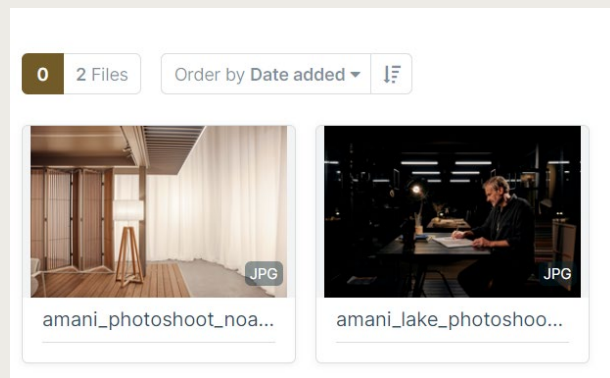 0 2 Files Order by Date added
JPG JPG
amani_photoshoot_noa... amani_lake_photoshoo...